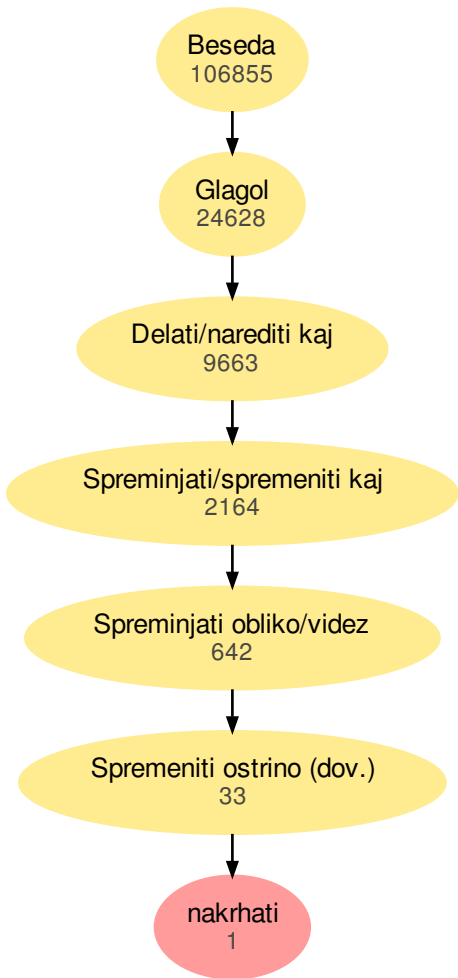 Beseda
106855
Glagol
24628
Delati/narediti kaj
9663
Spreminjati/spremeniti kaj
2164
Spreminjati obliko/videz
642
Spremeniti ostrino (dov.)
33
nakrhati
1